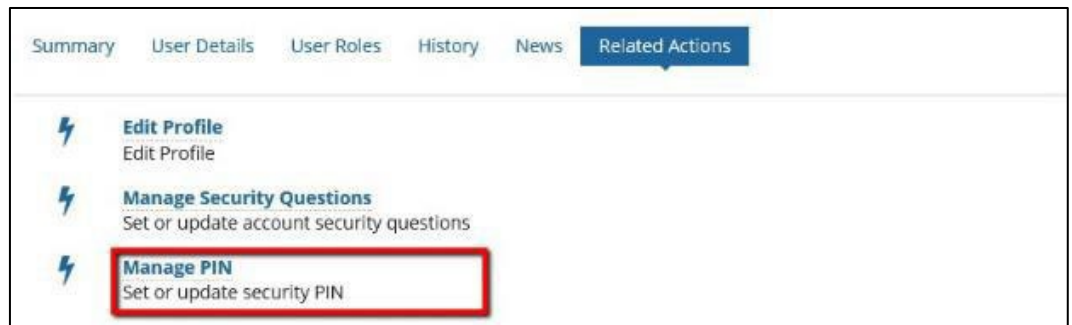 Summary User Details User Roles History News Related Actions
Edit Profile
Edit Profile
Manage Security Questions
Set or update account security questions
Manage PIN
Set or update security PIN